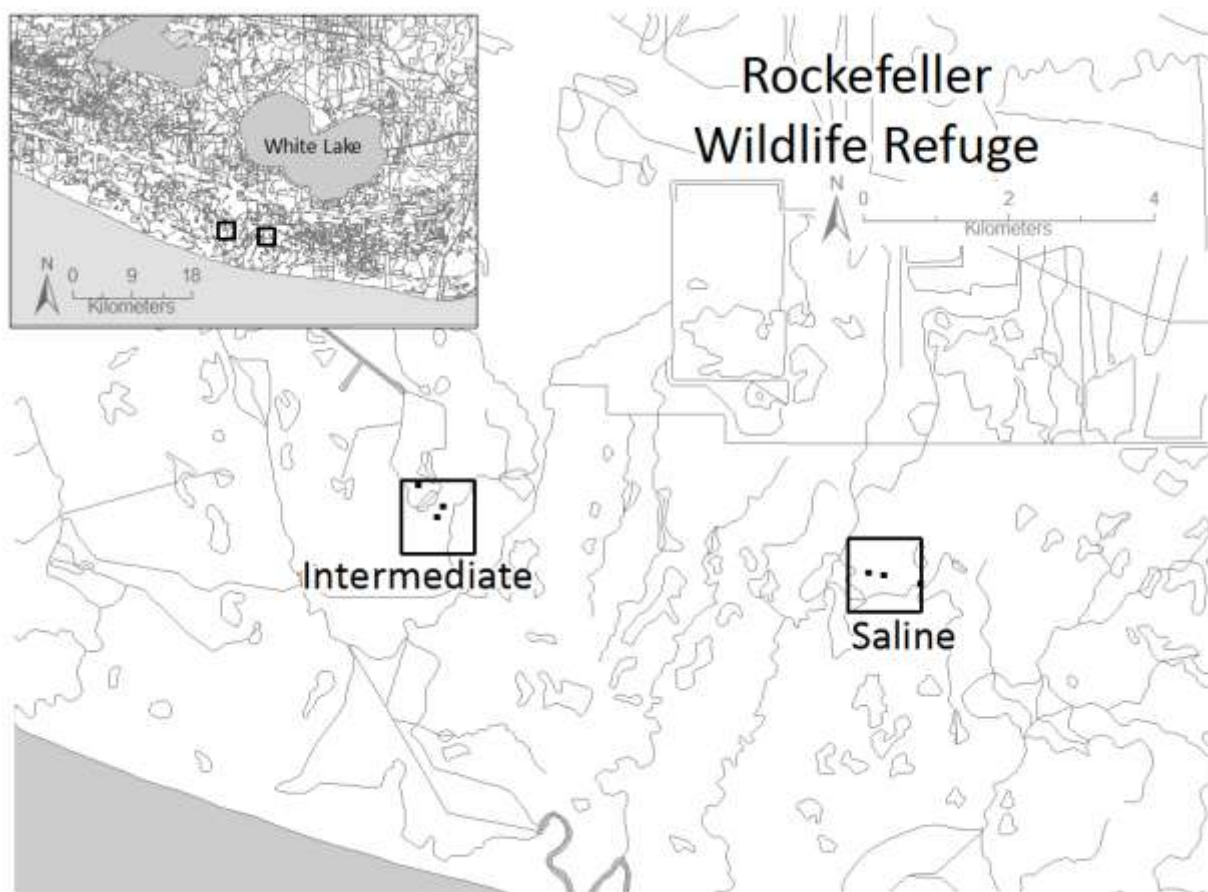 White Lake
N
0 9 18
Kilometers
Rockefeller
Wildlife Refuge
N
0 2 4
Kilometers
Intermediate
Saline